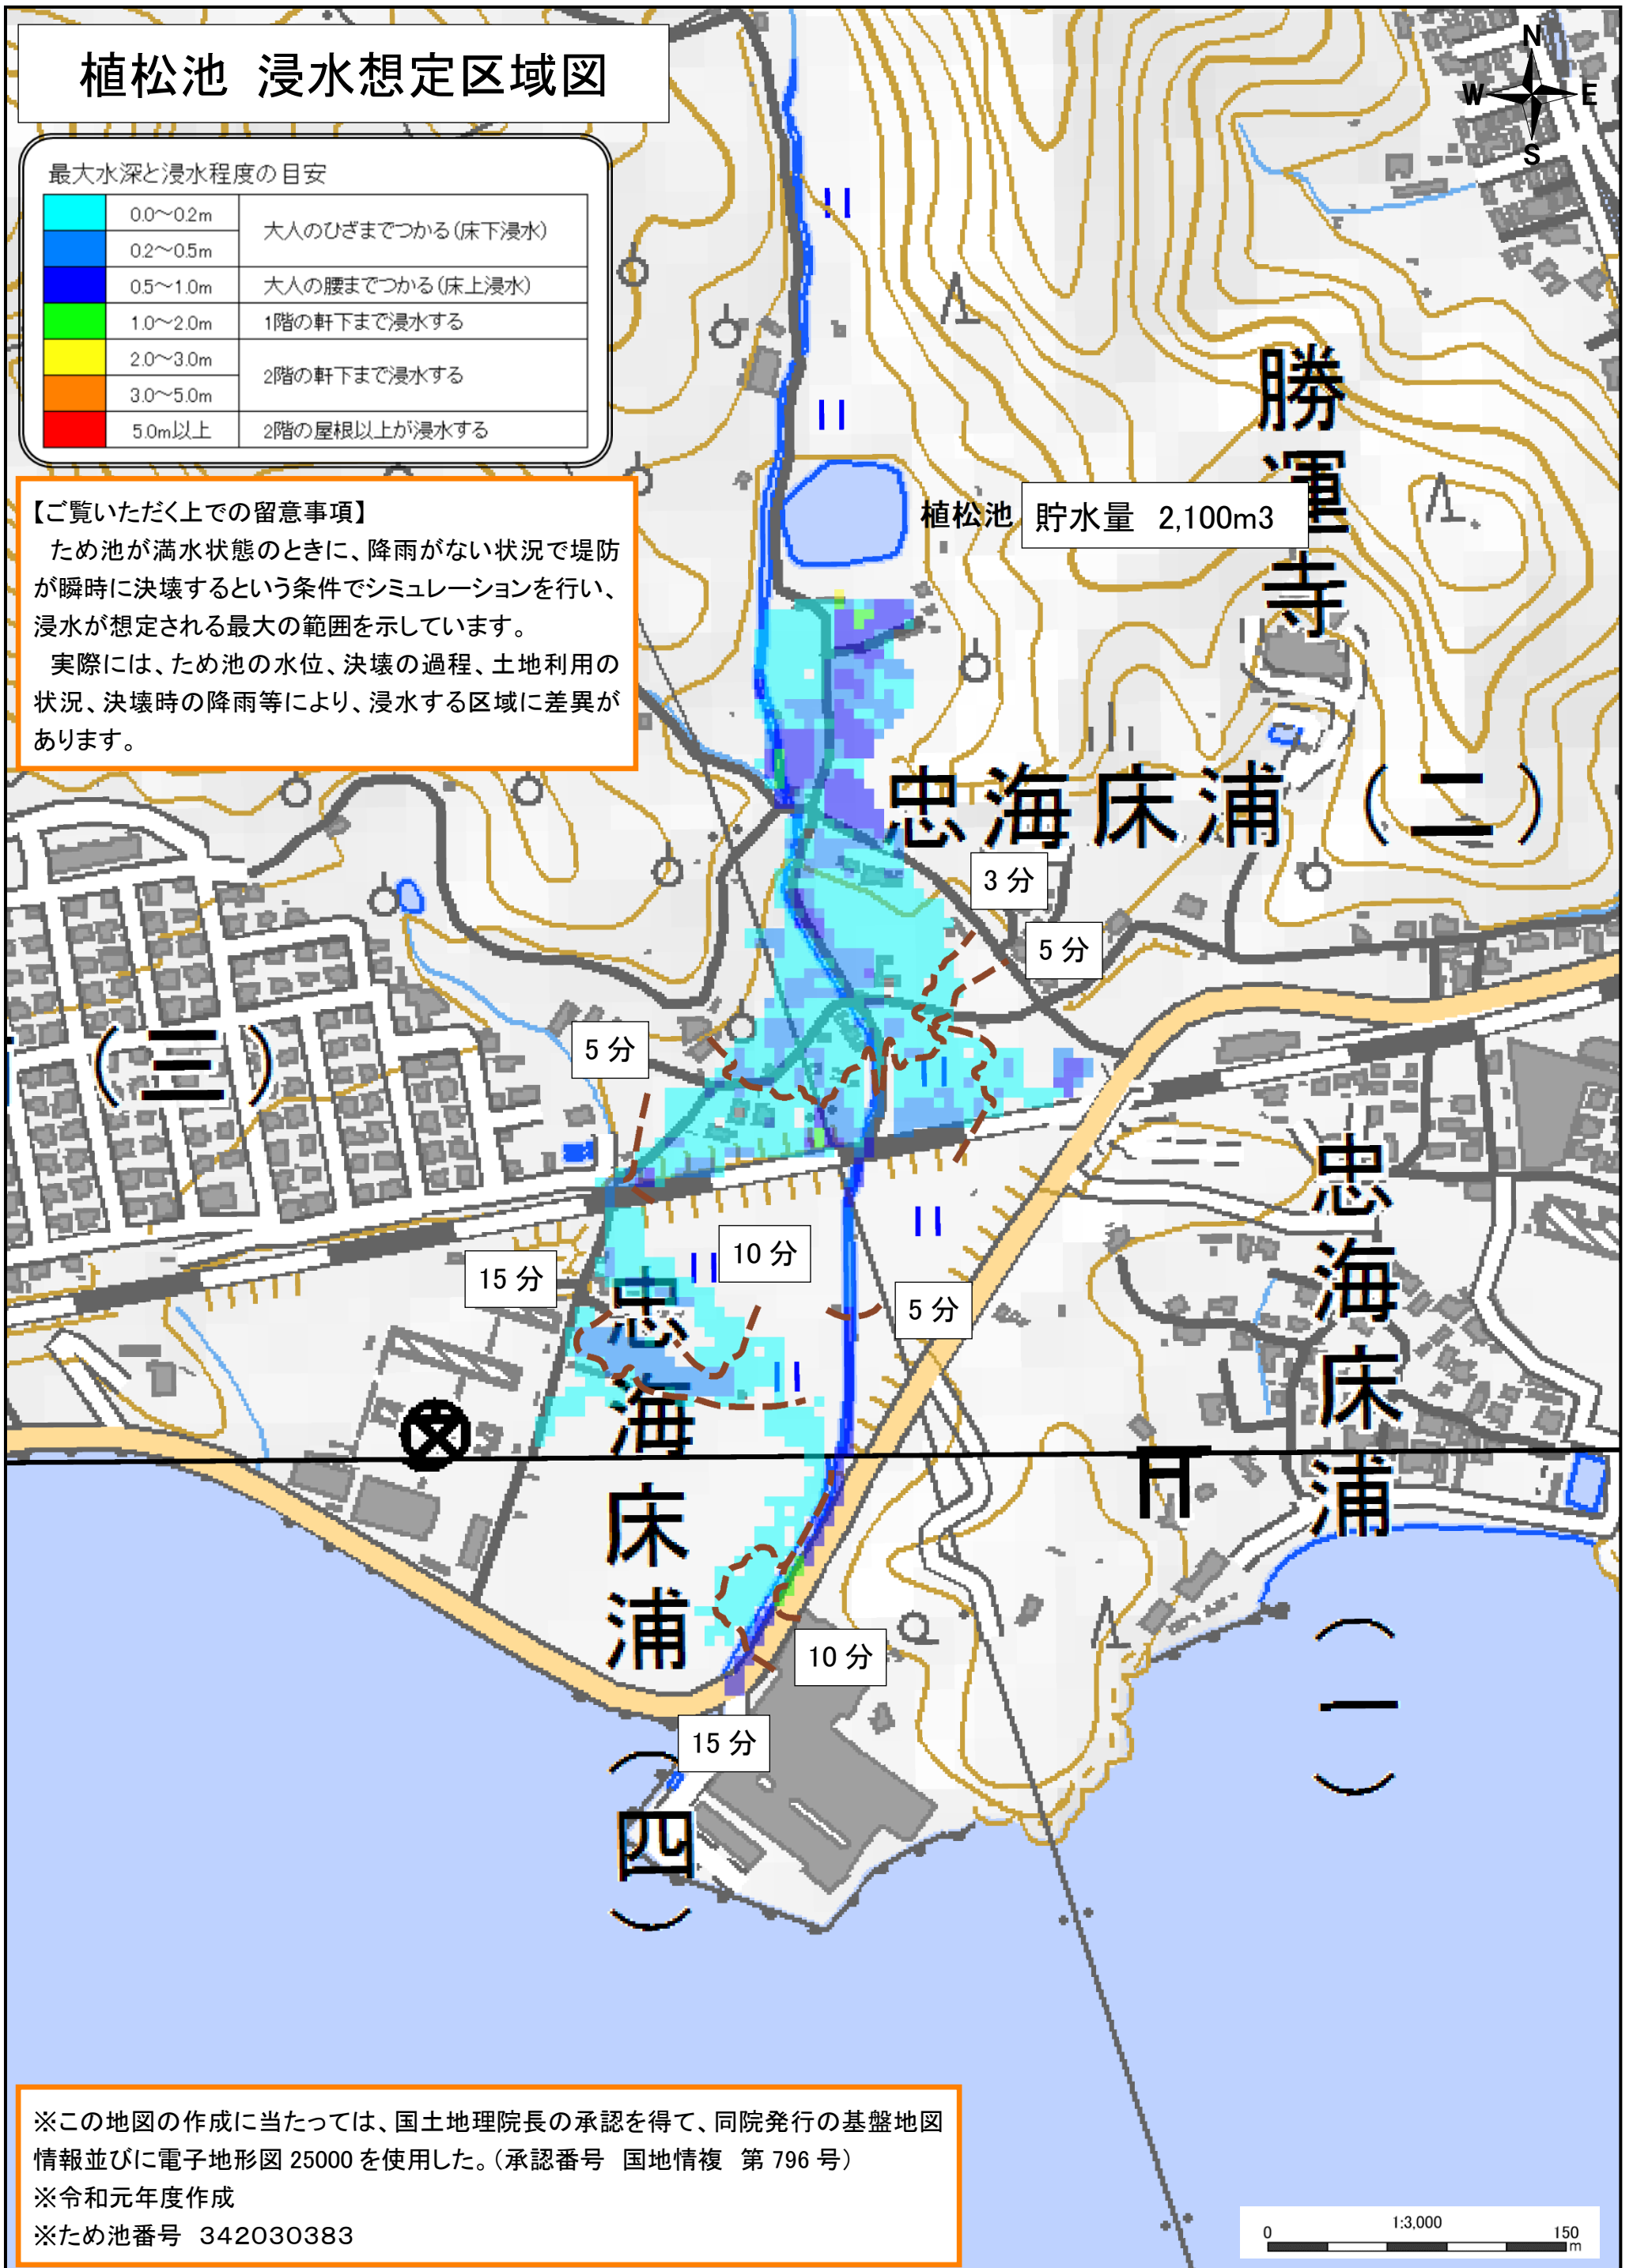 植松池 浸水想定区域図
N
W E
S
最大水深と浸水程度の目安
0.0～0.2m
大人のひざまでつかる(床下浸水)
0.2～0.5m
0.5～1.0m 大人の腰までつかる(床上浸水)
1.0～2.0m 1階の軒下まで浸水する
2.0～3.0m
2階の軒下まで浸水する
3.0～5.0m
5.0m以上 2階の屋根以上が浸水する
【ご覧いただく上での留意事項】
ため池が満水状態のときに、降雨がない状況で堤防
が瞬時に決壊するという条件でシミュレーションを行い、
浸水が想定される最大の範囲を示しています。
実際には、ため池の水位、決壊の過程、土地利用の
状況、決壊時の降雨等により、浸水する区域に差異が
あります。
植松池 貯水量 2,100m3
勝運寺
忠海床浦（二）
3 分
5 分
5 分
（三）
10 分
15 分
5 分
忠海床浦（四）
忠海床浦（一）
10 分
15 分
※この地図の作成に当たっては、国土地理院長の承認を得て、同院発行の基盤地図
情報並びに電子地形図 25000 を使用した。（承認番号 国地情複 第 796 号）
※令和元年度作成
※ため池番号 342030383
1:3,000
0 150
m